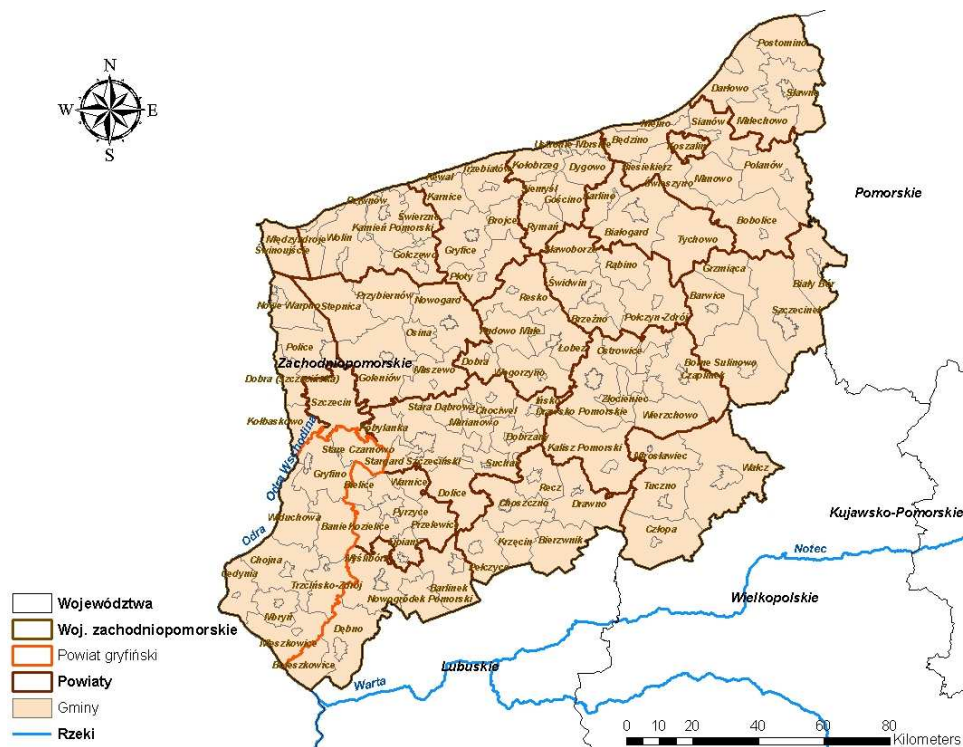 N
W E
S
Postomino
Darłowo
Sławno
Mielno
Sianów
Malechowo
Ustronie Morskie
Będzino
Koszalin
Kołobrzeg
Dygowo
Biesiekierz
Polanów
Trzebiatów
Manowo
Rewal
Siemyśl
Gościno
Karlino
Świeszyno
Pomorskie
Karnice
Świerzno
Kamień Pomorski
Brojce
Rymań
Białogard
Bobolice
Międzyzdroje
Wolin
Tychowo
Świnoujście
Golczewo
Gryfice
Sławoborze
Rąbino
Grzmiąca
Płoty
Świdwin
Biały Bór
Przybiernów
Nowogard
Resko
Barwice
Nowe Warpno
Stepnica
Szczecinek
Brzeżno
Połczyn-Zdrój
Osina
Radowo Małe
Police
Łobez
Ostrowice
Zachodniopomorskie
Dobra
Borne Sulinowo
Dobra (Szczecińska)
Goleniów
Maszewo
Węgorzyno
Czaplinek
Szczecin
Ińsko
Złocieniec
Stara Dąbrowa
Chociwel
Drawsko Pomorskie
Wierzchowo
Kołbaskowo
Kobylanka
Marianowo
Odra Wschodnia
Dobrzany
Kalisz Pomorski
Stare Czarnowo
Stargard Szczeciński
Suchań
Mirosławiec
Gryfino
Wałcz
Bielice
Warnice
Recz
Tuczno
Dolice
Choszczno
Drawno
Widuchowa
Pyrzyce
Kujawsko-Pomorskie
Banie
Kozielice
Przelewice
Człopa
Odra
Lipiany
Krzęcin
Bierzwnik
Noteć
Chojna
Myślibórz
Pełczyce
Cedynia
Trzcińsko-Zdrój
Barlinek
Nowogródek Pomorski
Wielkopolskie
Moryń
Dębno
Mieszkowice
Boleszkowice
Lubuskie
Warta
Województwa
Woj. zachodniopomorskie
Powiat gryfiński
Powiaty
Gminy
Rzeki
0 10 20 40 60 80
Kilometers